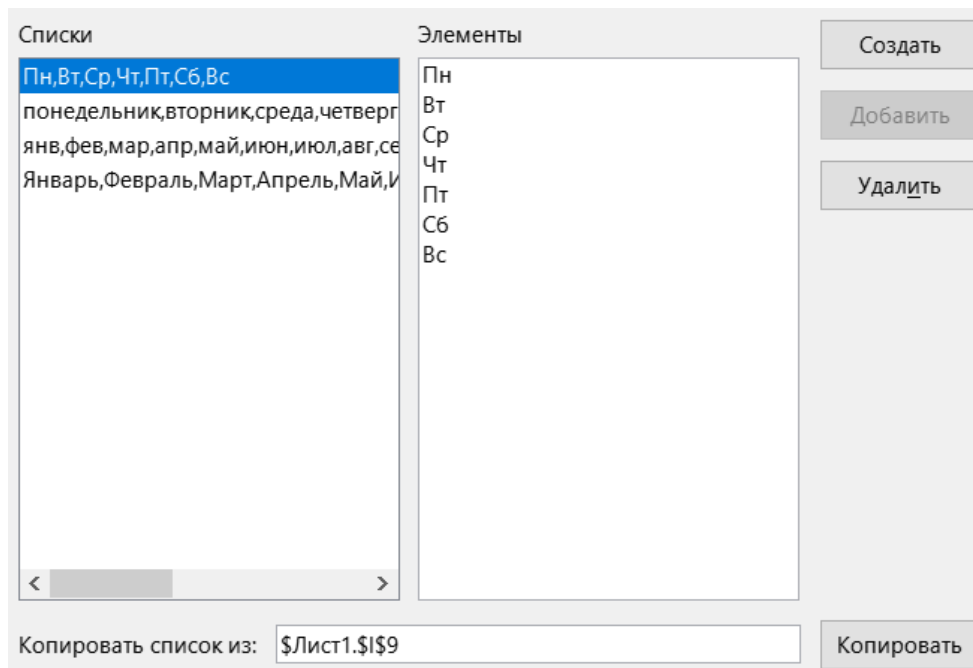 Списки
Пн,Вт,Ср,Чт,Пт,Сб,Вс
понедельник,вторник,среда,четверг
янв,фев,мар,апр,май,июн,июл,авг,се
Январь,Февраль,Март,Апрель,Май,И
Элементы
Пн
Вт
Ср
Чт
Пт
Сб
Вс
Создать
Добавить
Удалить
Копировать список из: $Лист1.$I$9
Копировать